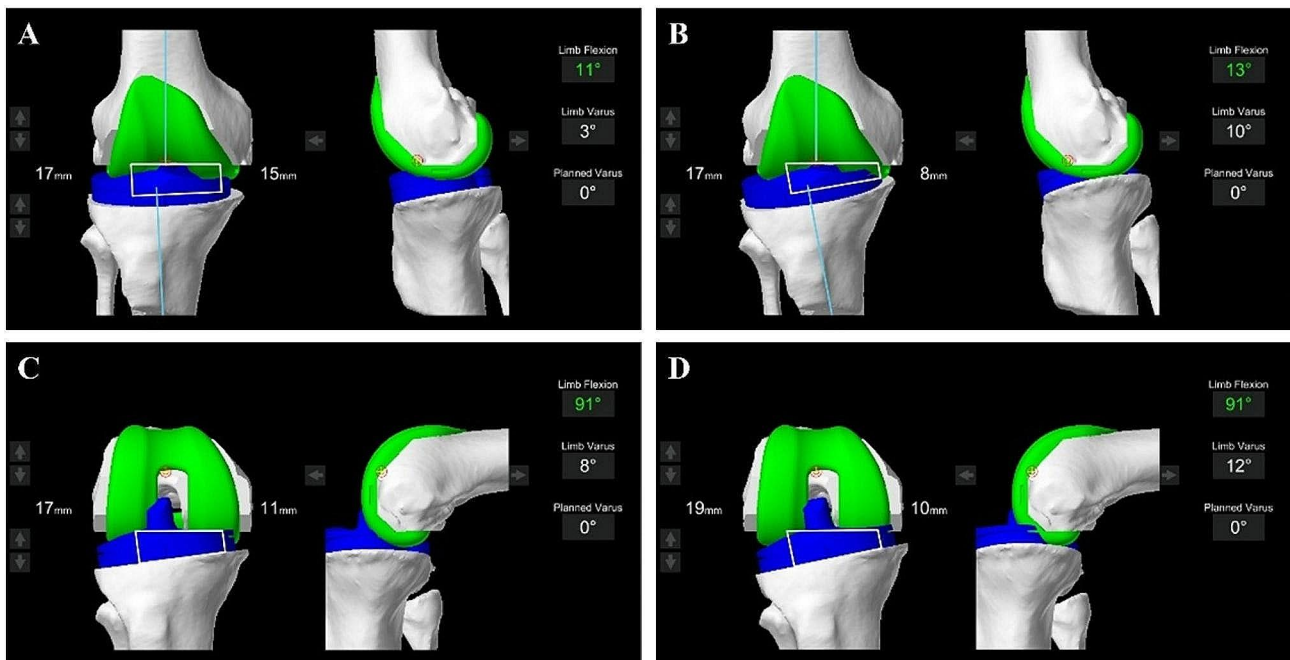 A
Limb Flexion
11°
Limb Varus
3°
17mm
15mm
Planned Varus
0°
B
Limb Flexion
13°
Limb Varus
10°
17mm
8mm
Planned Varus
0°
C
Limb Flexion
91°
Limb Varus
8°
17mm
11mm
Planned Varus
0°
D
Limb Flexion
91°
Limb Varus
12°
19mm
10mm
Planned Varus
0°